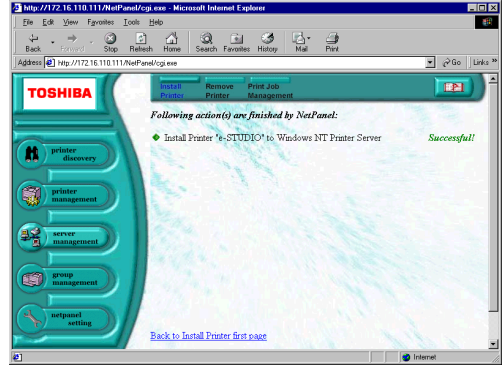 http://172.16.110.111/NetPanel/cgi.exe - Microsoft Internet Explorer
File Edit View Favorites Tools Help
Back Forward Stop Refresh Home Search Favorites History Mail Print
Address http://172.16.110.111/NetPanel/cgi.exe Go Links »
TOSHIBA
Install Printer
Remove Printer
Print Job Management
Following action(s) are finished by NetPanel:
Install Printer "e-STUDIO" to Windows NT Printer Server Successful!
printer discovery
printer management
server management
group management
netpanel setting
Back to Install Printer first page
Internet